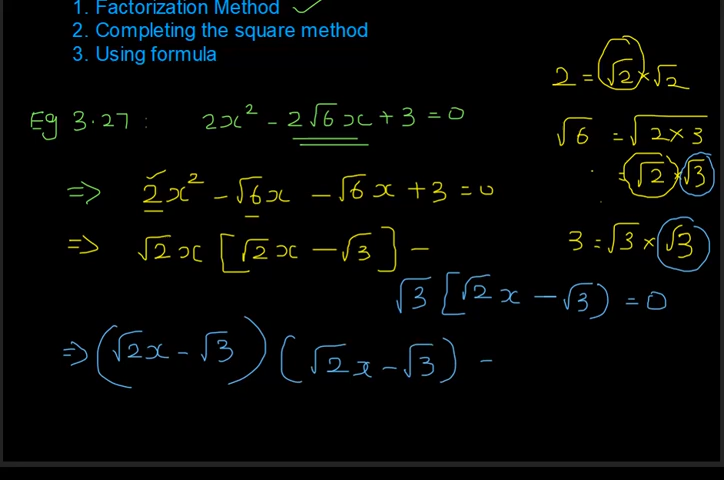 1. Factorization Method ✓
2. Completing the square method
3. Using formula
2 = √2 × √2
Eg 3.27 : 2x² - 2√6x + 3 = 0
√6 = √2 × 3
= √2 × √3
⇒ 2x² - √6x - √6x + 3 = 0
⇒ √2x [√2x - √3] -
3 = √3 × √3
√3 [√2x - √3) = 0
⇒ (√2x - √3) (√2x - √3) -